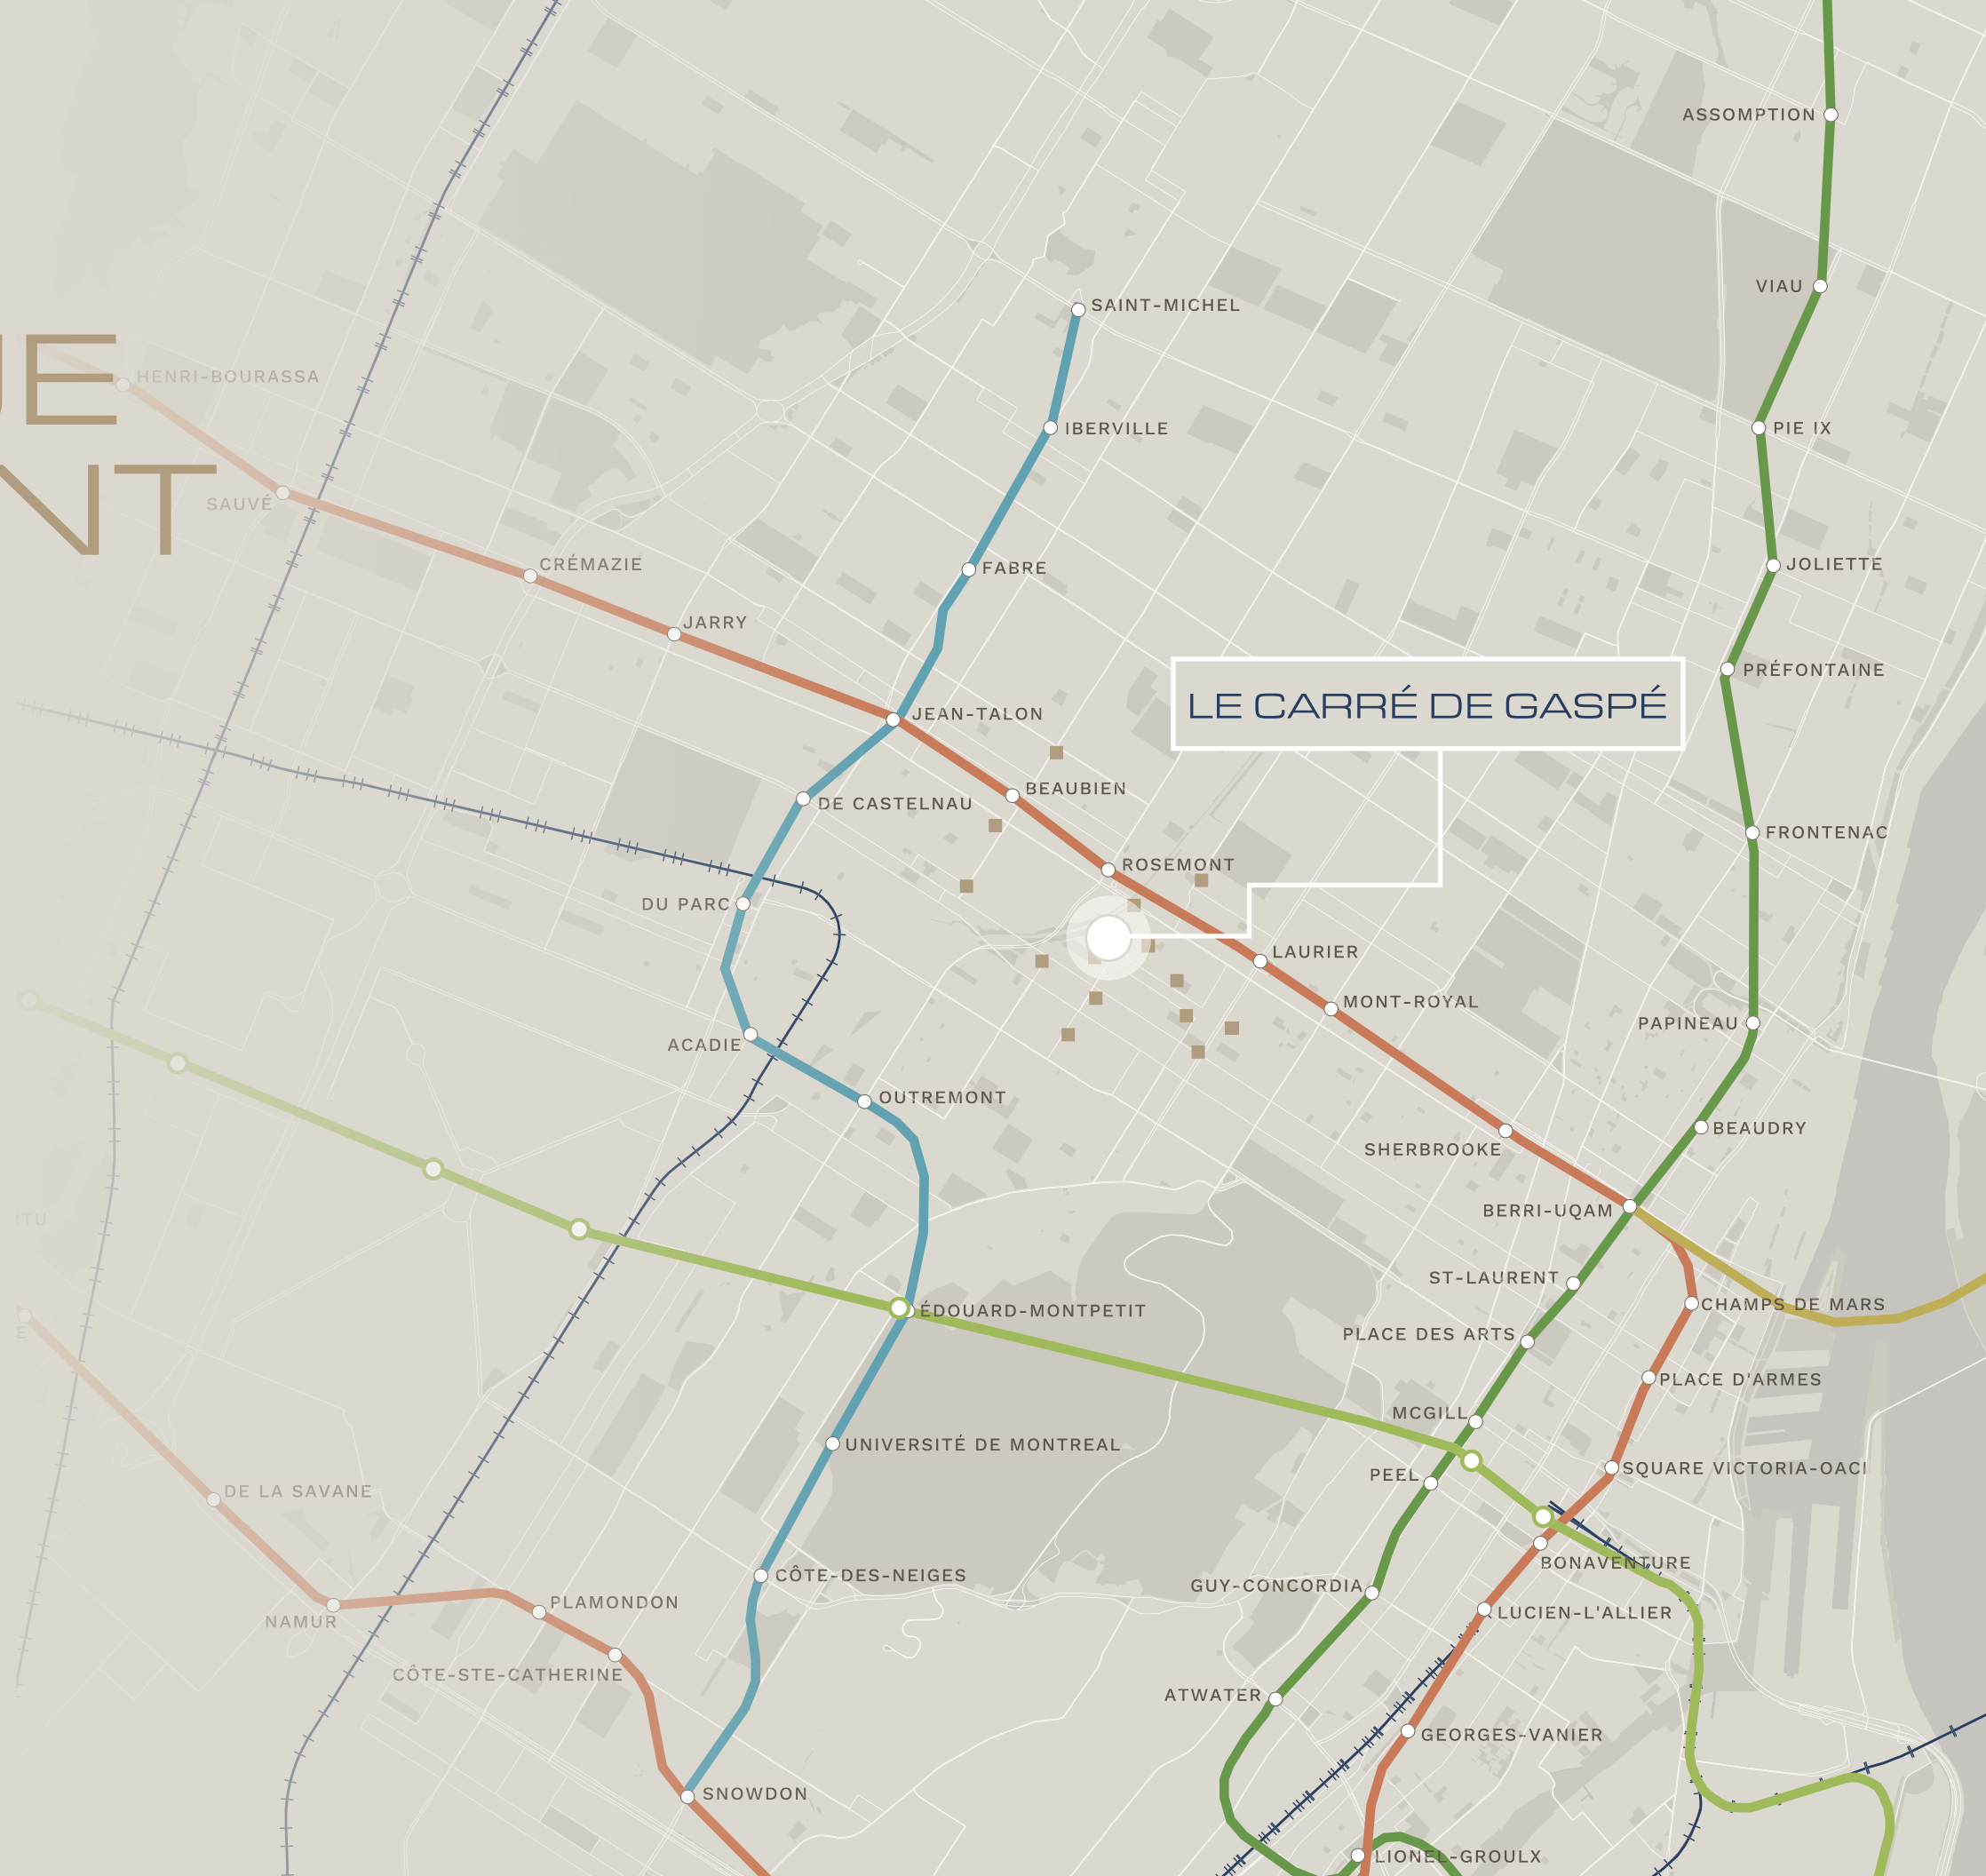 ASSOMPTION
VIAU
SAINT-MICHEL
HENRI-BOURASSA
UE
IBERVILLE
PIE IX
SAUVÉ
NT
CRÉMAZIE
FABRE
JOLIETTE
JARRY
PRÉFONTAINE
LE CARRÉ DE GASPÉ
JEAN-TALON
BEAUBIEN
DE CASTELNAU
FRONTENAC
ROSEMONT
DU PARC
LAURIER
MONT-ROYAL
PAPINEAU
ACADIE
OUTREMONT
BEAUDRY
SHERBROOKE
BERRI-UQAM
ITU
ST-LAURENT
CHAMPS DE MARS
ÉDOUARD-MONTPETIT
E
PLACE DES ARTS
PLACE D'ARMES
MCGILL
UNIVERSITÉ DE MONTREAL
PEEL
SQUARE VICTORIA-OACI
DE LA SAVANE
BONAVENTURE
CÔTE-DES-NEIGES
GUY-CONCORDIA
PLAMONDON
LUCIEN-L'ALLIER
NAMUR
CÔTE-STE-CATHERINE
ATWATER
GEORGES-VANIER
SNOWDON
LIONEL-GROULX